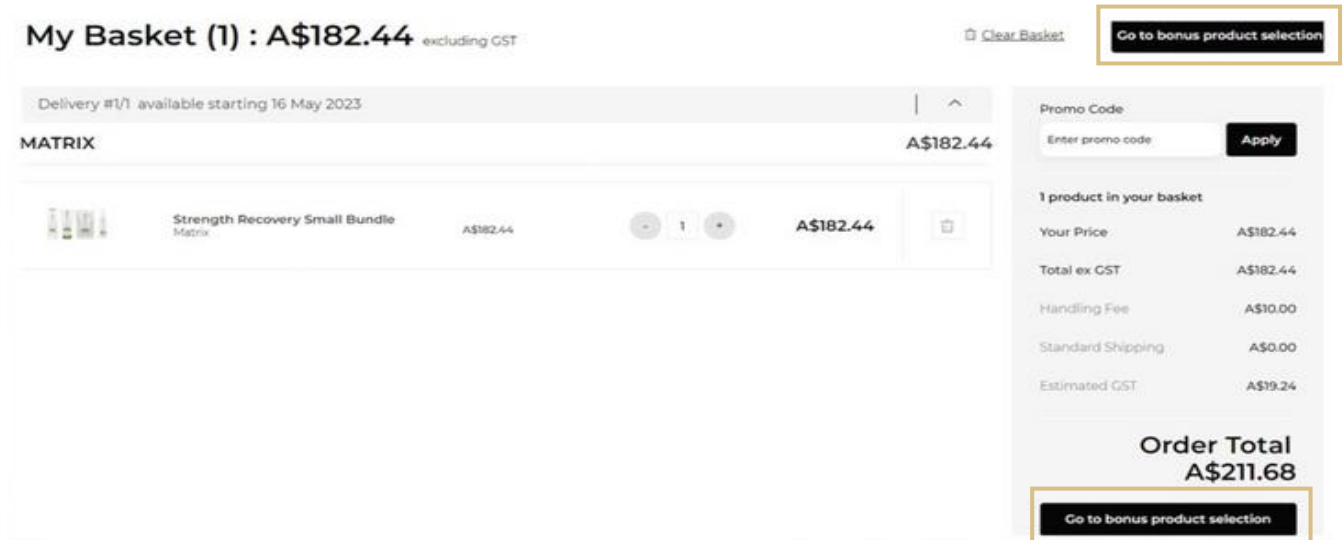 My Basket (1) : A$182.44 excluding GST
Clear Basket
Go to bonus product selection
Delivery #1/1 available starting 16 May 2023
MATRIX A$182.44
Strength Recovery Small Bundle
Matrix
A$182.44
- 1 +
A$182.44
Promo Code
Enter promo code Apply
1 product in your basket
Your Price A$182.44
Total ex GST A$182.44
Handling Fee A$10.00
Standard Shipping A$0.00
Estimated GST A$19.24
Order Total
A$211.68
Go to bonus product selection